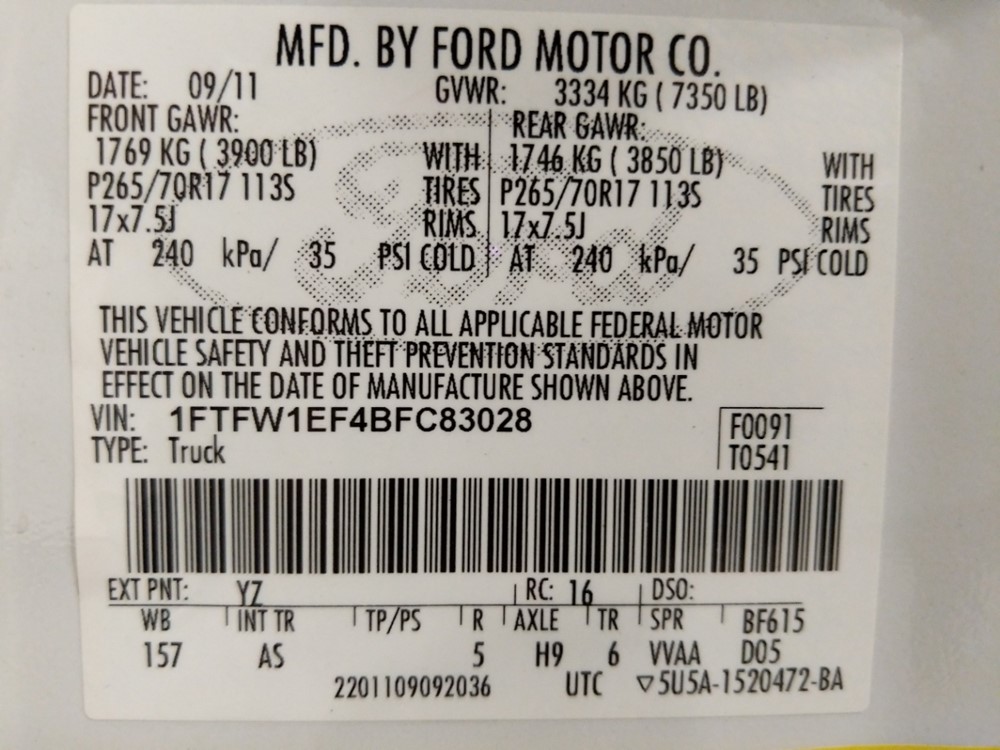 MFD. BY FORD MOTOR CO.
DATE: 09/11 GVWR: 3334 KG ( 7350 LB)
FRONT GAWR: REAR GAWR:
1769 KG ( 3900 LB) WITH 1746 KG ( 3850 LB) WITH
P265/70R17 113S TIRES P265/70R17 113S TIRES
17x7.5J RIMS 17x7.5J RIMS
AT 240 kPa/ 35 PSI COLD AT 240 kPa/ 35 PSI COLD
Ford
THIS VEHICLE CONFORMS TO ALL APPLICABLE FEDERAL MOTOR
VEHICLE SAFETY AND THEFT PREVENTION STANDARDS IN
EFFECT ON THE DATE OF MANUFACTURE SHOWN ABOVE.
VIN: 1FTFW1EF4BFC83028 F0091
TYPE: Truck T0541
EXT PNT: YZ RC: 16 DSO:
WB INT TR TP/PS R AXLE TR SPR BF615
157 AS 5 H9 6 VVAA D05
2201109092036 UTC ▽5U5A-1520472-BA